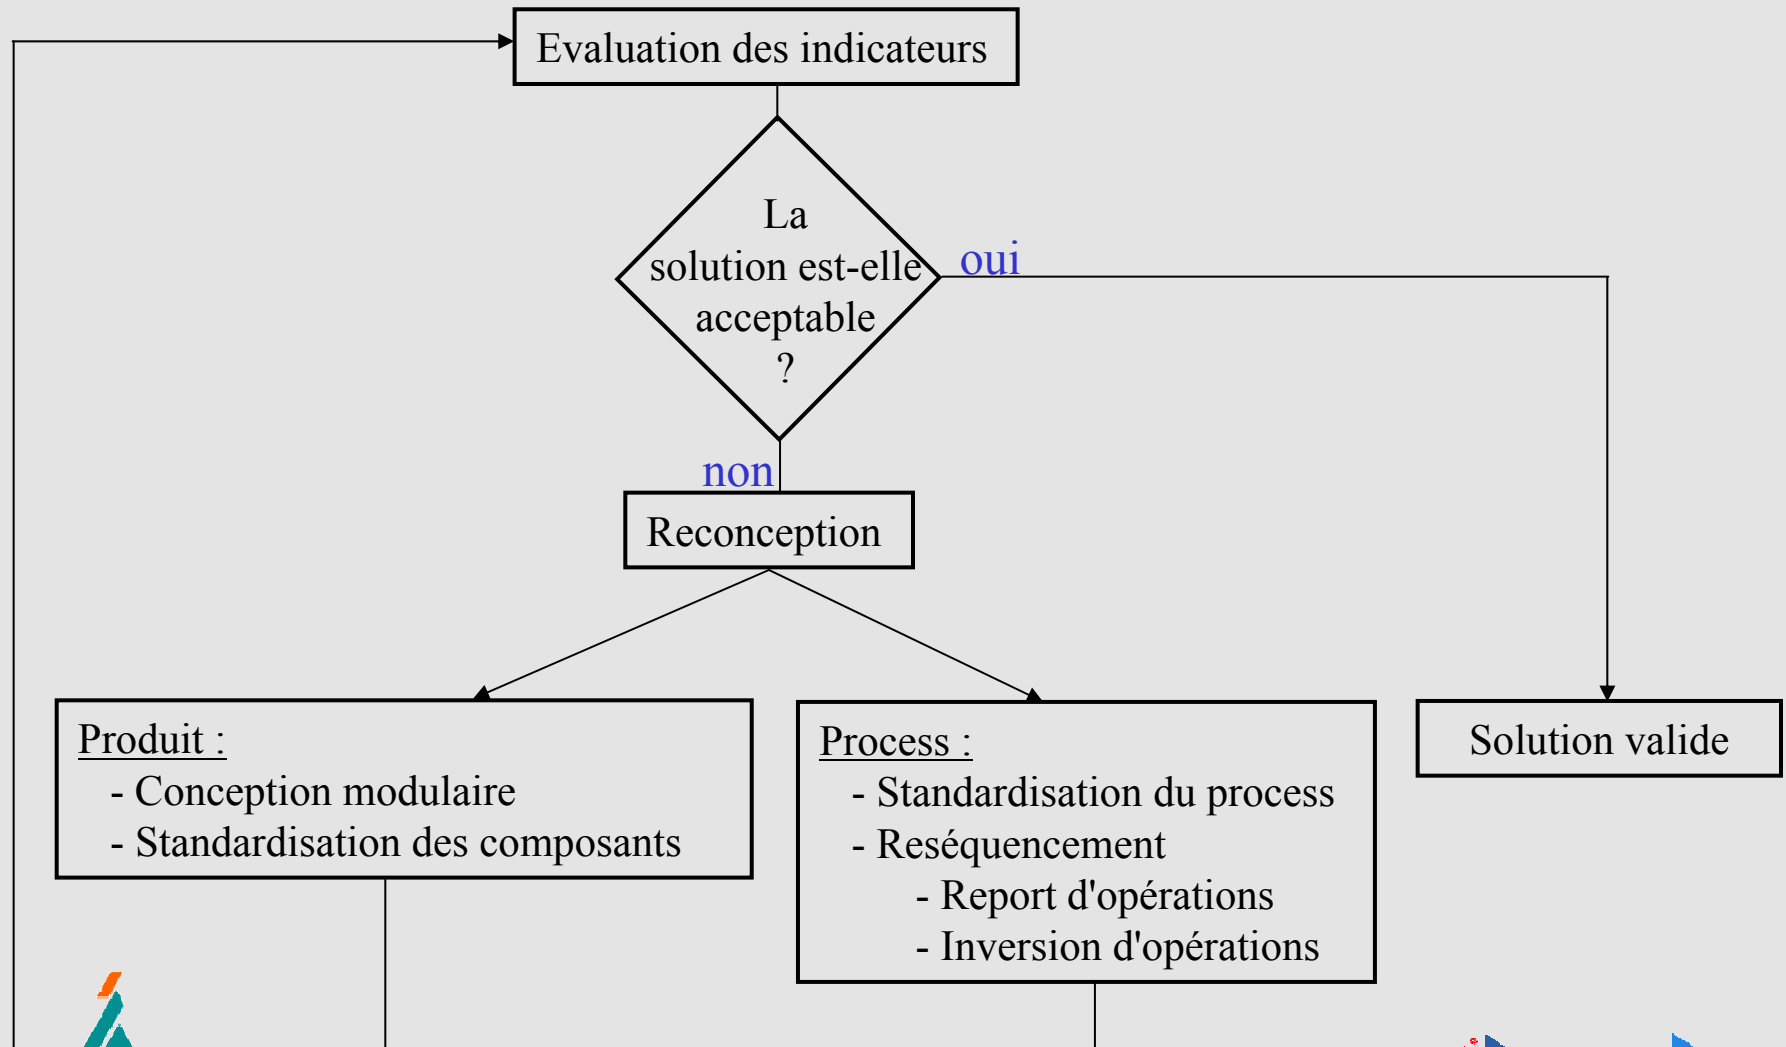 Evaluation des indicateurs
La
solution est-elle
acceptable
?
oui
non
Reconception
Produit :
- Conception modulaire
- Standardisation des composants
Process :
- Standardisation du process
- Reséquencement
- Report d'opérations
- Inversion d'opérations
Solution valide